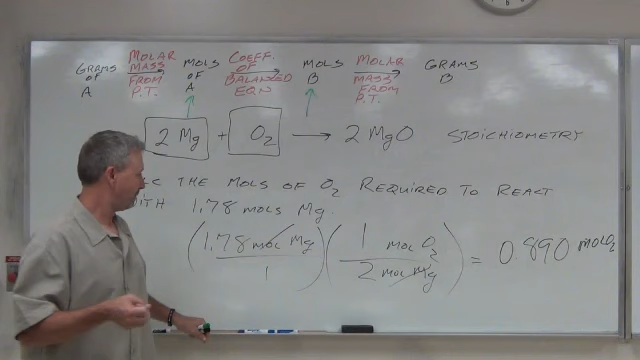 GRAMS OF A MOLAR MASS FROM P.T. MOLS OF A COEFF. OF BALANCED EQN MOLS B MOLAR MASS FROM P.T. GRAMS B
2 Mg + O₂ → 2 MgO STOICHIOMETRY
THE MOLS OF O₂ REQUIRED TO REACT
1.78 MOLS Mg.
(1.78 mol Mg / 1) (1 mol O₂ / 2 mol Mg) = 0.890 mol O₂